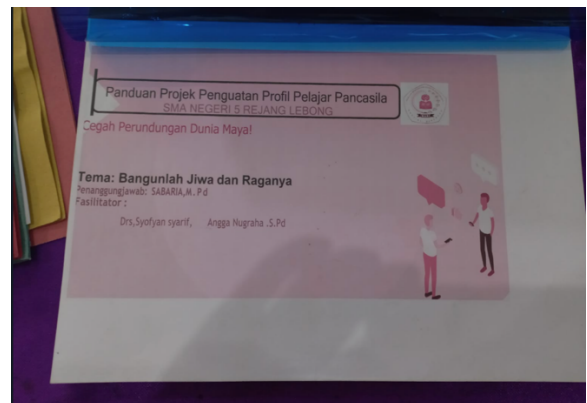 Panduan Projek Penguatan Profil Pelajar Pancasila
SMA NEGERI 5 REJANG LEBONG
Cegah Perundungan Dunia Maya!
Tema: Bangunlah Jiwa dan Raganya
Penanggungjawab: SABARIA,M.Pd
Fasilitator :
Drs,Syofyan syarif, Angga Nugraha .S.Pd